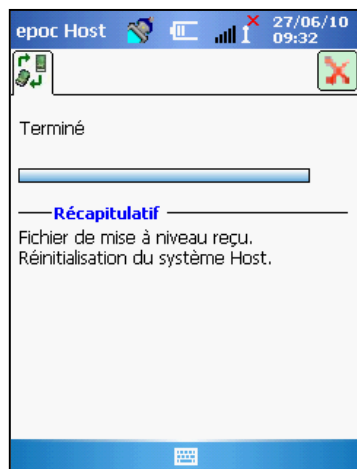 epoc Host
27/06/10
09:32
Terminé
Récapitulatif
Fichier de mise à niveau reçu.
Réinitialisation du système Host.